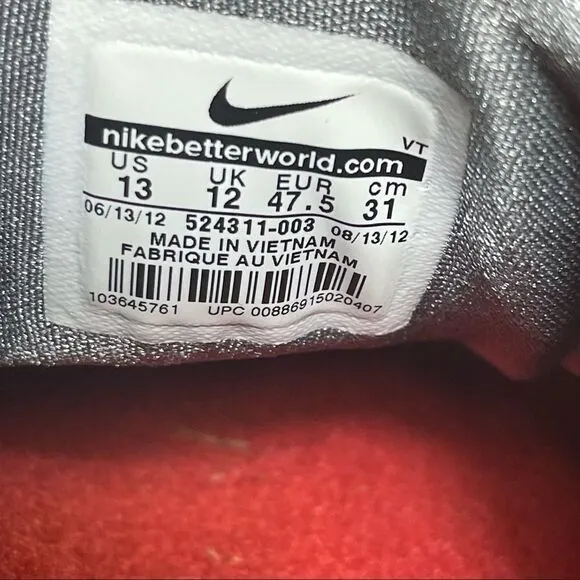 nikebetterworld.com
VT
US UK EUR cm
13 12 47.5 31
06/13/12 524311-003 08/13/12
MADE IN VIETNAM
FABRIQUE AU VIETNAM
103645761 UPC 00886915020407